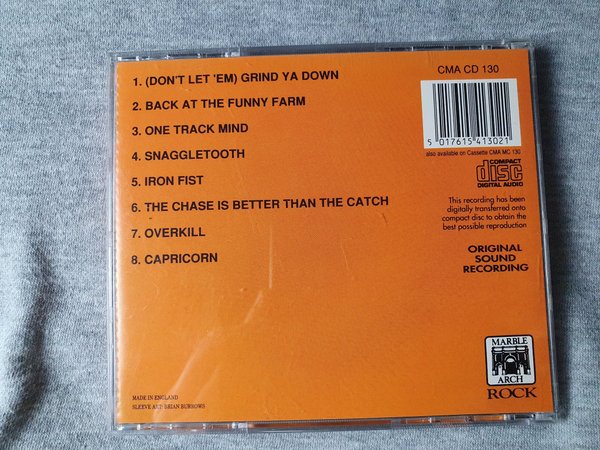 1. (DON'T LET 'EM) GRIND YA DOWN
2. BACK AT THE FUNNY FARM
3. ONE TRACK MIND
4. SNAGGLETOOTH
5. IRON FIST
6. THE CHASE IS BETTER THAN THE CATCH
7. OVERKILL
8. CAPRICORN
CMA CD 130
5 017615 413021
also available on Cassette CMA MC 130
COMPACT
disc
DIGITAL AUDIO
This recording has been
digitally transferred onto
compact disc to obtain the
best possible reproduction
ORIGINAL
SOUND
RECORDING
MARBLE
ARCH
ROCK
MADE IN ENGLAND
SLEEVE ART: BRIAN BURROWS